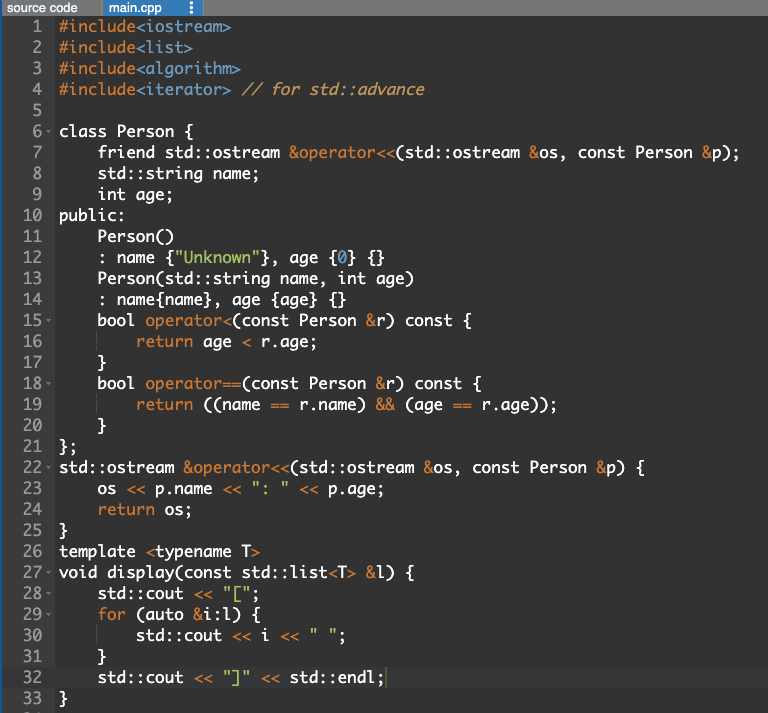 source code main.cpp ⋮
1 #include<iostream>
2 #include<list>
3 #include<algorithm>
4 #include<iterator> // for std::advance
5
6 class Person {
7     friend std::ostream &operator<<(std::ostream &os, const Person &p);
8     std::string name;
9     int age;
10 public:
11     Person()
12     : name {"Unknown"}, age {0} {}
13     Person(std::string name, int age)
14     : name{name}, age {age} {}
15     bool operator<(const Person &r) const {
16         return age < r.age;
17     }
18     bool operator==(const Person &r) const {
19         return ((name == r.name) && (age == r.age));
20     }
21 };
22 std::ostream &operator<<(std::ostream &os, const Person &p) {
23     os << p.name << ": " << p.age;
24     return os;
25 }
26 template <typename T>
27 void display(const std::list<T> &l) {
28     std::cout << "[";
29     for (auto &i:l) {
30         std::cout << i << " ";
31     }
32     std::cout << "]" << std::endl;
33 }